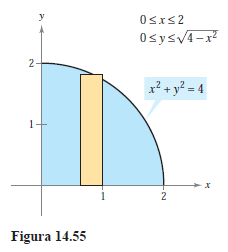 y
0≤x≤2
0≤y≤√4−x²
2
x² + y² = 4
1
x
1
2
Figura 14.55